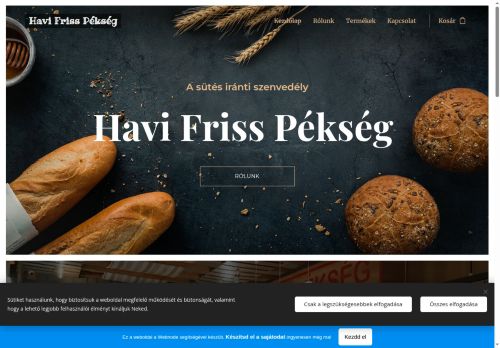 Havi Friss Pékség
Kezdőlap Rólunk Termékek Kapcsolat Kosár
A sütés iránti szenvedély
Havi Friss Pékség
RÓLUNK
KSÉG
Sütiket használunk, hogy biztosítsuk a weboldal megfelelő működését és biztonságát, valamint
hogy a lehető legjobb felhasználói élményt kínáljuk Neked.
Csak a legszükségesebbek elfogadása
Összes elfogadása
Ez a weboldal a Webnode segítségével készült. Készítsd el a sajátodat ingyenesen még ma!
Kezdd el